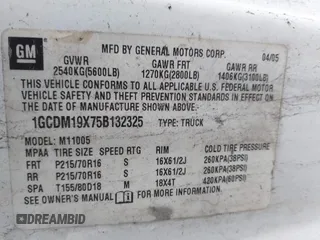 GM
MFD BY GENERAL MOTORS CORP. 04/05
GVWR GAWR FRT GAWR RR
2540KG(5600LB) 1270KG(2800LB) 1406KG(3100LB)
THIS VEHICLE CONFORMS TO ALL APPLICABLE U.S. FEDERAL MOTOR
VEHICLE SAFETY AND THEFT PREVENTION STANDARDS IN EFFECT ON
THE DATE OF MANUFACTURE SHOWN ABOVE.
1GCDM19X75B132325 TYPE: TRUCK
MODEL: M11005
MPAA TIRE SIZE SPEED RTG RIM COLD TIRE PRESSURE
FRT P215/70R16 S 16X61/2J 260KPA(38PSI)
RR P215/70R16 S 16X61/2J 260KPA(38PSI)
SPA T155/80D18 M 18X4T 420KPA(60PSI)
SEE OWNER'S MANUAL FOR ADDITIONAL INFORMATION
AUTOBIDMASTER